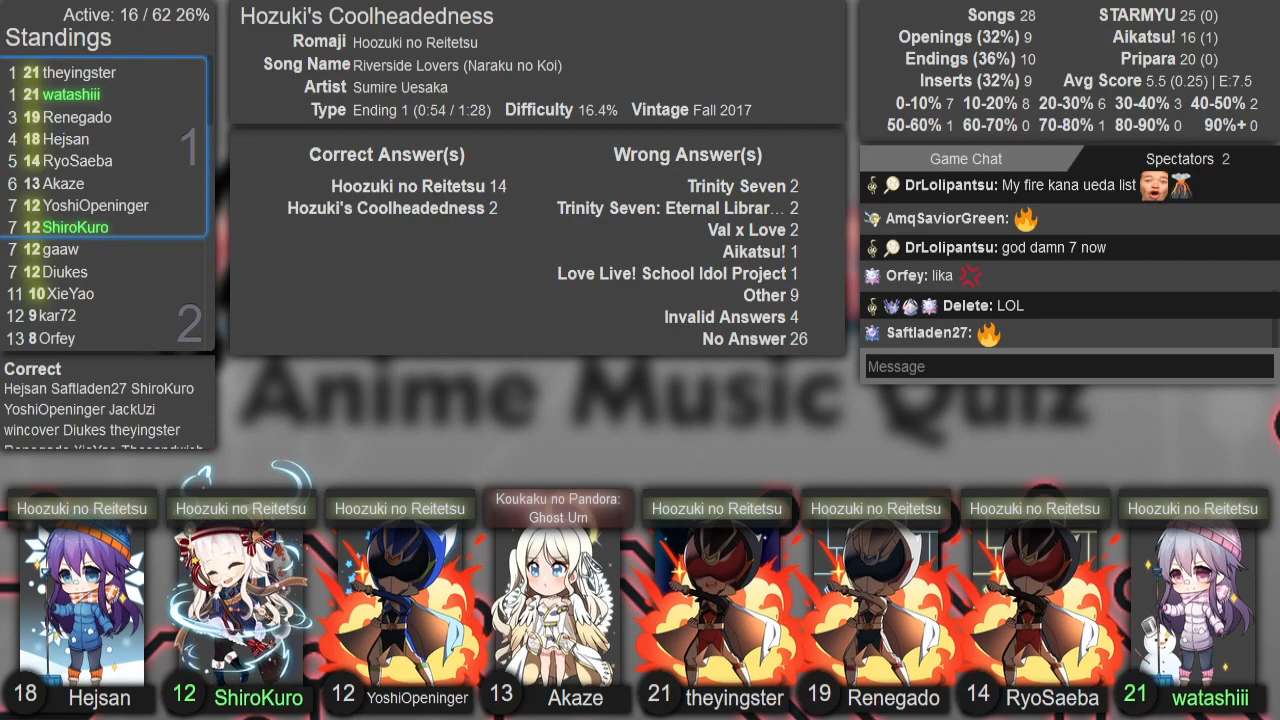 Active: 16 / 62 26%
Standings
1 21 theyingster
1 21 watashiii
3 19 Renegado
4 18 Hejsan
5 14 RyoSaeba
6 13 Akaze
7 12 YoshiOpeninger
7 12 ShiroKuro
7 12 gaaw
7 12 Diukes
11 10 XieYao
12 9 kar72
13 8 Orfey
1
2
Correct
Hejsan Saftladen27 ShiroKuro
YoshiOpeninger JackUzi
wincover Diukes theyingster
Renegado XieYao Thesandwich
Hozuki's Coolheadedness
Romaji Hoozuki no Reitetsu
Song Name Riverside Lovers (Naraku no Koi)
Artist Sumire Uesaka
Type Ending 1 (0:54 / 1:28) Difficulty 16.4% Vintage Fall 2017
Correct Answer(s)
Hoozuki no Reitetsu 14
Hozuki's Coolheadedness 2
Wrong Answer(s)
Trinity Seven 2
Trinity Seven: Eternal Librar... 2
Val x Love 2
Aikatsu! 1
Love Live! School Idol Project 1
Other 9
Invalid Answers 4
No Answer 26
Songs 28 STARMYU 25 (0)
Openings (32%) 9 Aikatsu! 16 (1)
Endings (36%) 10 Pripara 20 (0)
Inserts (32%) 9 Avg Score 5.5 (0.25) | E:7.5
0-10% 7 10-20% 8 20-30% 6 30-40% 3 40-50% 2
50-60% 1 60-70% 0 70-80% 1 80-90% 0 90%+ 0
Game Chat Spectators 2
DrLolipantsu: My fire kana ueda list
AmqSaviorGreen:
DrLolipantsu: god damn 7 now
Orfey: lika
Delete: LOL
Saftladen27:
Message
Anime Music Quiz
Hoozuki no Reitetsu
Hoozuki no Reitetsu
Hoozuki no Reitetsu
Koukaku no Pandora:
Ghost Urn
Hoozuki no Reitetsu
Hoozuki no Reitetsu
Hoozuki no Reitetsu
Hoozuki no Reitetsu
18 Hejsan
12 ShiroKuro
12 YoshiOpeninger
13 Akaze
21 theyingster
19 Renegado
14 RyoSaeba
21 watashiii